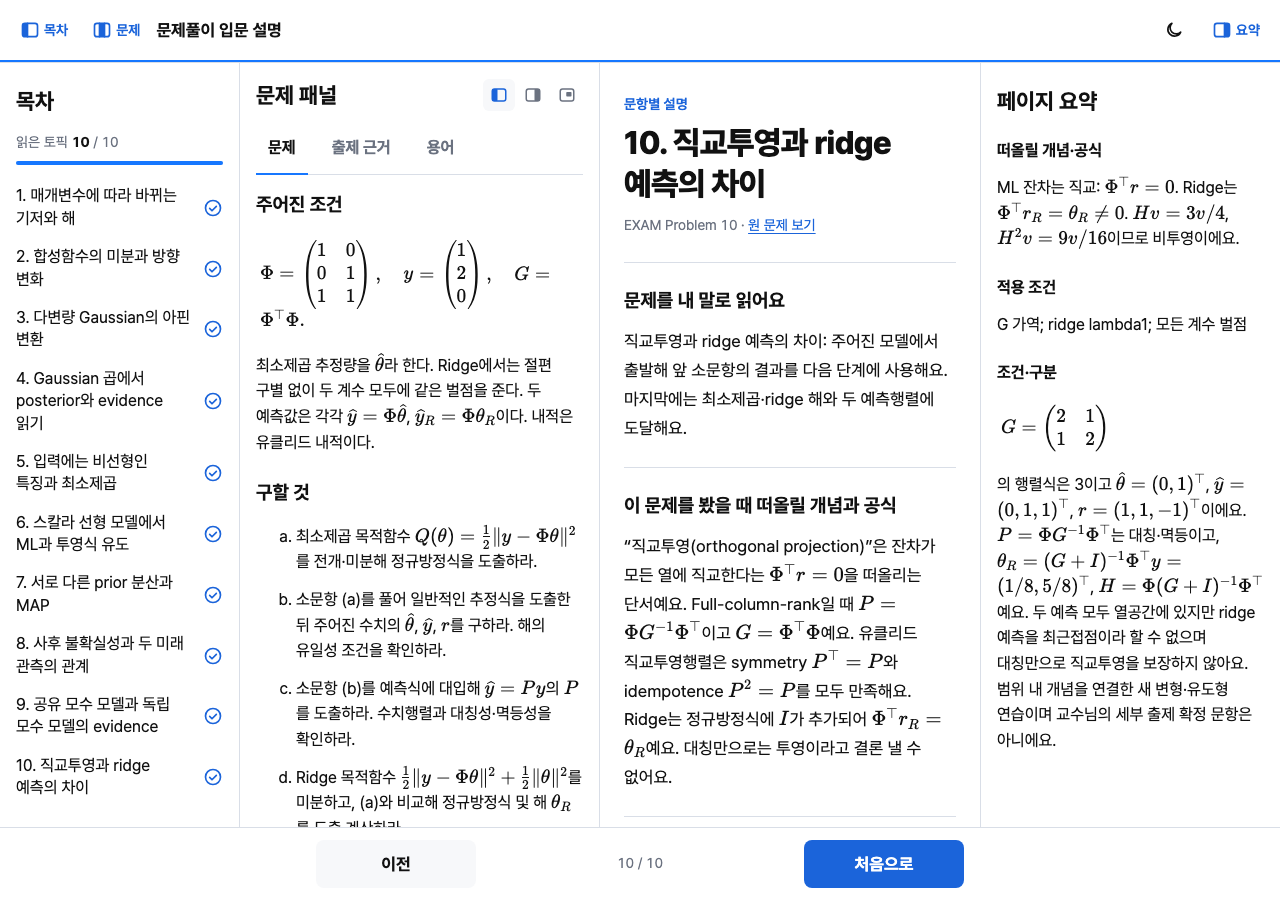 목차 문제 문제풀이 입문 설명 요약
목차
읽은 토픽 10 / 10
1. 매개변수에 따라 바뀌는
기저와 해
2. 합성함수의 미분과 방향
변화
3. 다변량 Gaussian의 아핀
변환
4. Gaussian 곱에서
posterior와 evidence
읽기
5. 입력에는 비선형인
특징과 최소제곱
6. 스칼라 선형 모델에서
ML과 투영식 유도
7. 서로 다른 prior 분산과
MAP
8. 사후 불확실성과 두 미래
관측의 관계
9. 공유 모수 모델과 독립
모수 모델의 evidence
10. 직교투영과 ridge
예측의 차이
문제 패널
문제 출제 근거 용어
주어진 조건
Φ = (1 0; 0 1; 1 1), y = (1; 2; 0), G =
Φ⊤Φ.
최소제곱 추정량을 θ̂라 한다. Ridge에서는 절편
구별 없이 두 계수 모두에 같은 벌점을 준다. 두
예측값은 각각 ŷ = Φθ̂, ŷ_R = Φθ_R이다. 내적은
유클리드 내적이다.
구할 것
a. 최소제곱 목적함수 Q(θ) = ½‖y − Φθ‖²
를 전개·미분해 정규방정식을 도출하라.
b. 소문항 (a)를 풀어 일반적인 추정식을 도출한
뒤 주어진 수치의 θ̂, ŷ, r를 구하라. 해의
유일성 조건을 확인하라.
c. 소문항 (b)를 예측식에 대입해 ŷ = Py의 P
를 도출하라. 수치행렬과 대칭성·멱등성을
확인하라.
d. Ridge 목적함수 ½‖y − Φθ‖² + ½‖θ‖²를
미분하고, (a)와 비교해 정규방정식 및 해 θ_R
를 도출·계산하라.
문항별 설명
10. 직교투영과 ridge
예측의 차이
EXAM Problem 10 · 원 문제 보기
문제를 내 말로 읽어요
직교투영과 ridge 예측의 차이: 주어진 모델에서
출발해 앞 소문항의 결과를 다음 단계에 사용해요.
마지막에는 최소제곱·ridge 해와 두 예측행렬에
도달해요.
이 문제를 봤을 때 떠올릴 개념과 공식
“직교투영(orthogonal projection)”은 잔차가
모든 열에 직교한다는 Φ⊤r = 0을 떠올리는
단서예요. Full-column-rank일 때 P =
ΦG⁻¹Φ⊤이고 G = Φ⊤Φ예요. 유클리드
직교투영행렬은 symmetry P⊤ = P와
idempotence P² = P를 모두 만족해요.
Ridge는 정규방정식에 I가 추가되어 Φ⊤r_R =
θ_R예요. 대칭만으로는 투영이라고 결론 낼 수
없어요.
페이지 요약
떠올릴 개념·공식
ML 잔차는 직교: Φ⊤r = 0. Ridge는
Φ⊤r_R = θ_R ≠ 0. Hv = 3v/4,
H²v = 9v/16이므로 비투영이에요.
적용 조건
G 가역; ridge lambda1; 모든 계수 벌점
조건·구분
G = (2 1; 1 2)
의 행렬식은 3이고 θ̂ = (0, 1)⊤, ŷ =
(0, 1, 1)⊤, r = (1, 1, −1)⊤이에요.
P = ΦG⁻¹Φ⊤는 대칭·멱등이고,
θ_R = (G + I)⁻¹Φ⊤y =
(1/8, 5/8)⊤, H = Φ(G + I)⁻¹Φ⊤
예요. 두 예측 모두 열공간에 있지만 ridge
예측을 최근접점이라 할 수 없으며
대칭만으로 직교투영을 보장하지 않아요.
범위 내 개념을 연결한 새 변형·유도형
연습이며 교수님의 세부 출제 확정 문항은
아니에요.
이전 10 / 10 처음으로